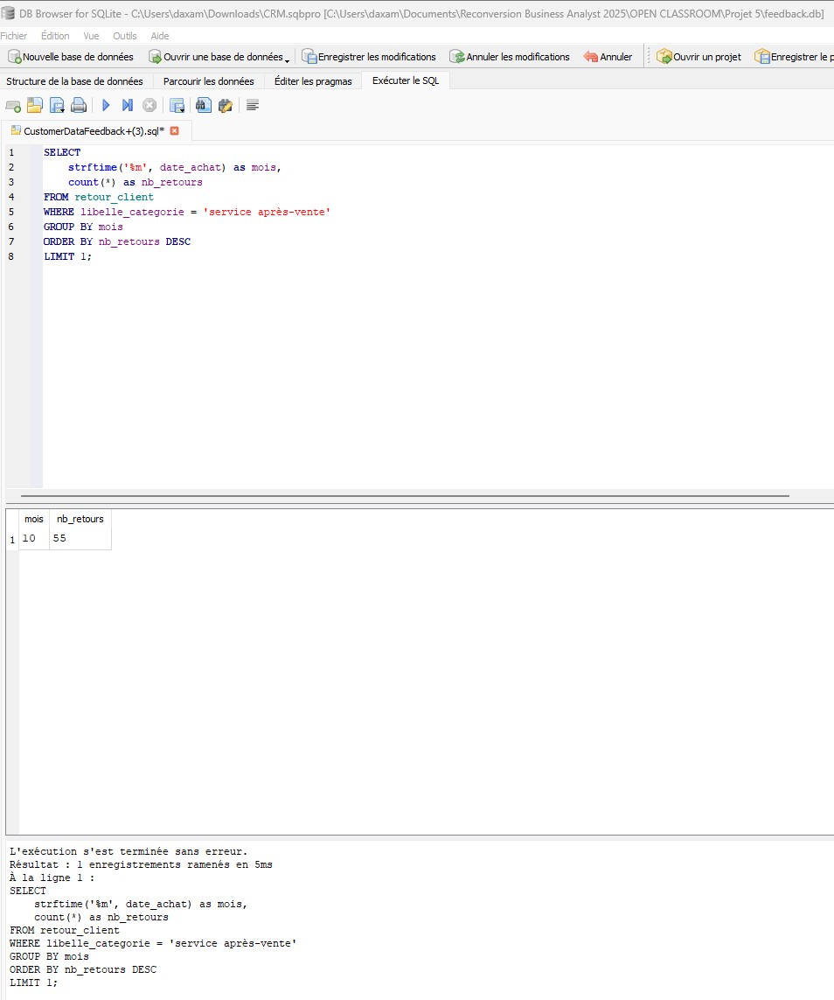 DB Browser for SQLite - C:\Users\daxam\Downloads\CRM.sqbpro [C:\Users\daxam\Documents\Reconversion Business Analyst 2025\OPEN CLASSROOM\Projet 5\feedback.db]
Fichier Édition Vue Outils Aide
Nouvelle base de données Ouvrir une base de données Enregistrer les modifications Annuler les modifications Annuler Ouvrir un projet Enregistrer le p
Structure de la base de données Parcourir les données Éditer les pragmas Exécuter le SQL
CustomerDataFeedback+(3).sql*
1 SELECT
2 strftime('%m', date_achat) as mois,
3 count(*) as nb_retours
4 FROM retour_client
5 WHERE libelle_categorie = 'service après-vente'
6 GROUP BY mois
7 ORDER BY nb_retours DESC
8 LIMIT 1;
mois nb_retours
1 10 55
L'exécution s'est terminée sans erreur.
Résultat : 1 enregistrements ramenés en 5ms
À la ligne 1 :
SELECT
strftime('%m', date_achat) as mois,
count(*) as nb_retours
FROM retour_client
WHERE libelle_categorie = 'service après-vente'
GROUP BY mois
ORDER BY nb_retours DESC
LIMIT 1;